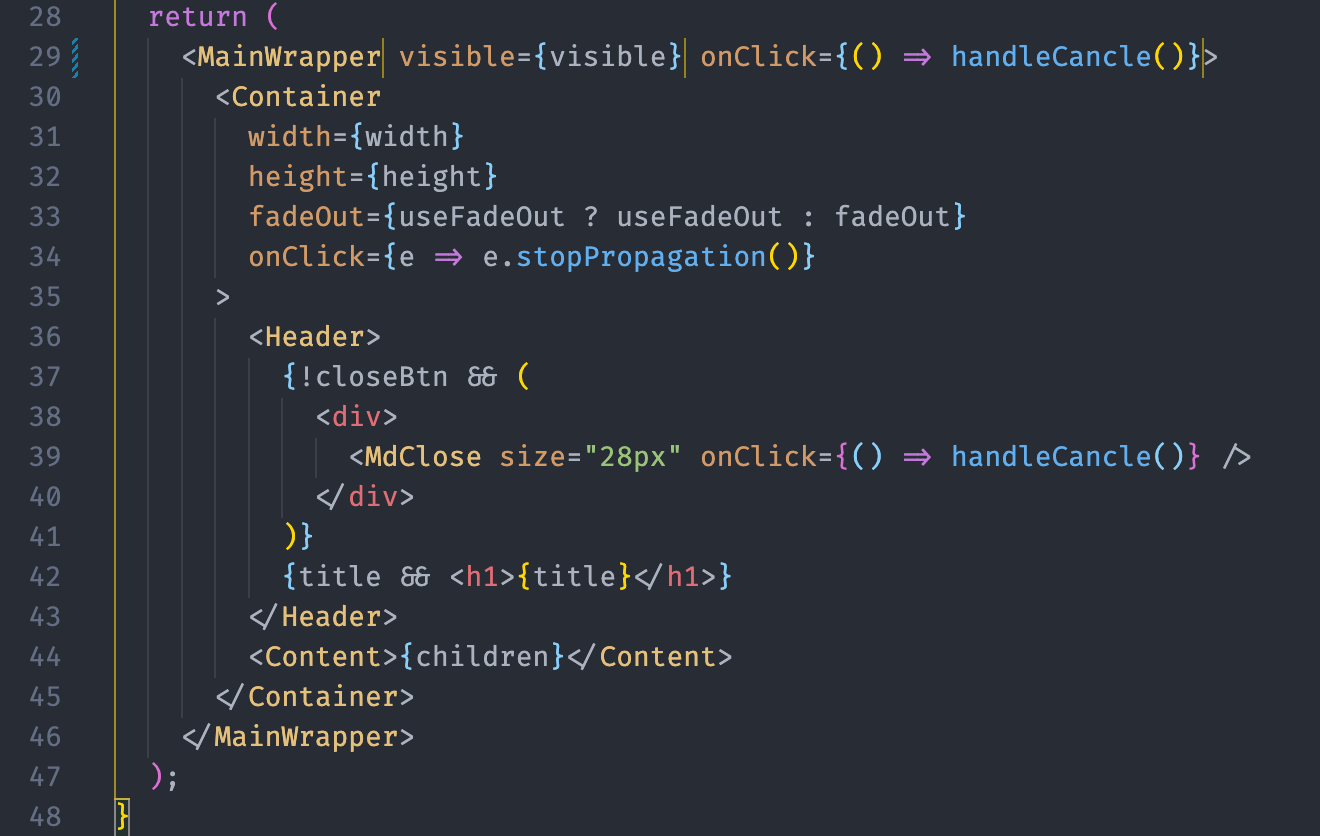 28 return (
29 <MainWrapper visible={visible} onClick={() => handleCancle()}>
30 <Container
31 width={width}
32 height={height}
33 fadeOut={useFadeOut ? useFadeOut : fadeOut}
34 onClick={e => e.stopPropagation()}
35 >
36 <Header>
37 {!closeBtn && (
38 <div>
39 <MdClose size="28px" onClick={() => handleCancle()} />
40 </div>
41 )}
42 {title && <h1>{title}</h1>}
43 </Header>
44 <Content>{children}</Content>
45 </Container>
46 </MainWrapper>
47 );
48 }